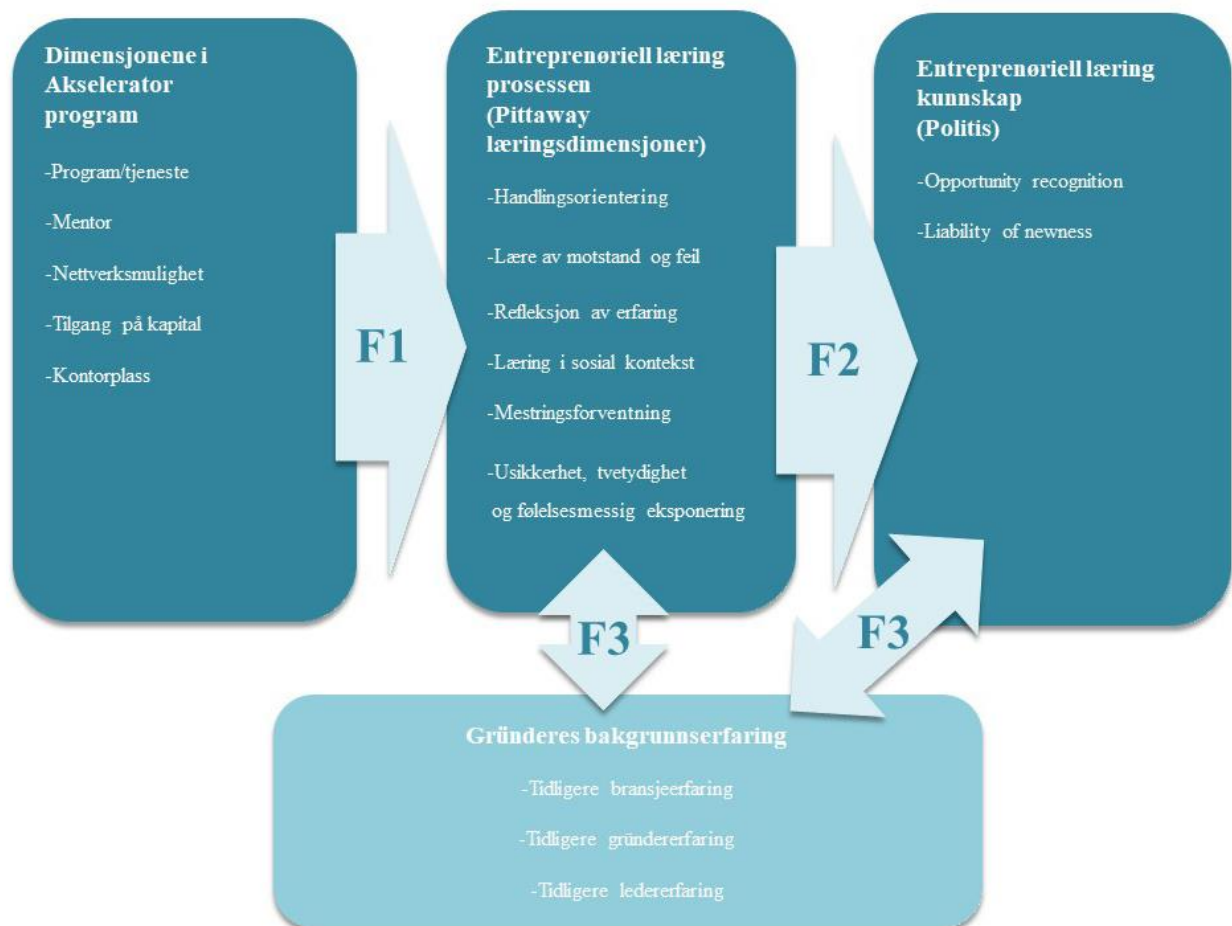 Dimensjonene i
Akselerator
program
-Program/tjeneste
-Mentor
-Nettverksmulighet
-Tilgang på kapital
-Kontorplass
F1
Entreprenøriell læring
prosessen
(Pittaway
læringsdimensjoner)
-Handlingsorientering
-Lære av motstand og feil
-Refleksjon av erfaring
-Læring i sosial kontekst
-Mestringsforventning
-Usikkerhet, tvetydighet
og følelsesmessig eksponering
F2
Entreprenøriell læring
kunnskap
(Politis)
-Opportunity recognition
-Liability of newness
F3
F3
Gründeres bakgrunnserfaring
-Tidligere bransjeerfaring
-Tidligere gründererfaring
-Tidligere ledererfaring